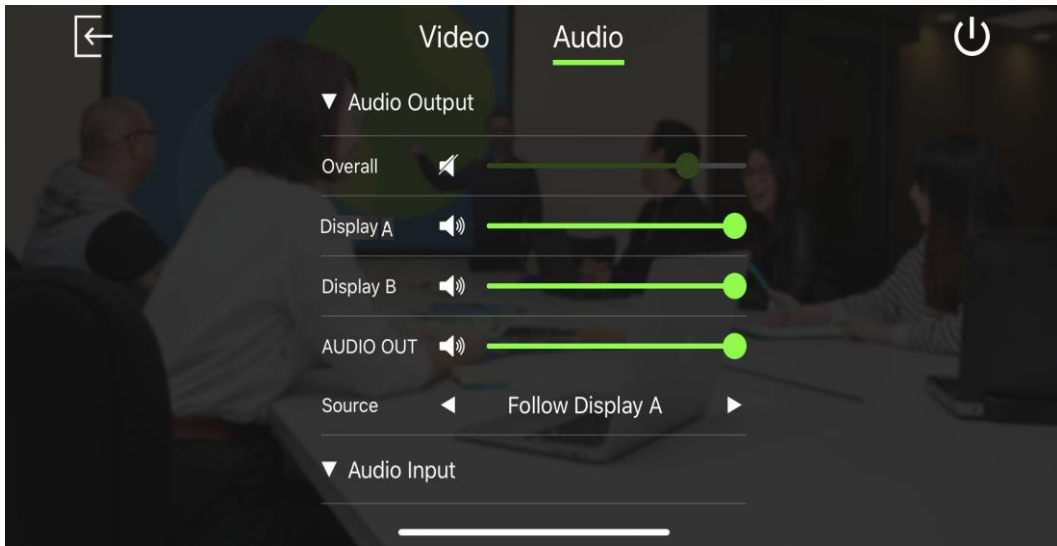 Video Audio
▼ Audio Output
Overall
Display A
Display B
AUDIO OUT
Source ◀ Follow Display A ▶
▼ Audio Input